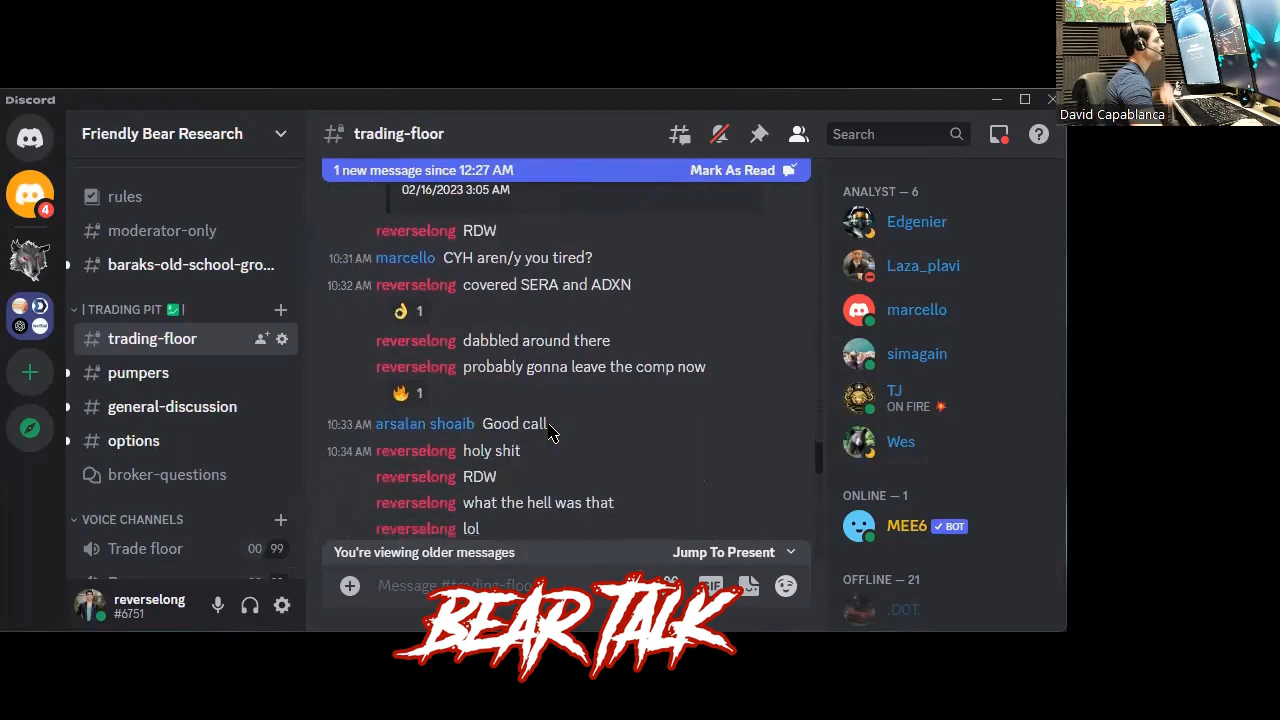 David Capablanca
Discord
Friendly Bear Research
trading-floor
Search
1 new message since 12:27 AM
Mark As Read
4
rules
moderator-only
baraks-old-school-gro...
| TRADING PIT | 
trading-floor
pumpers
general-discussion
options
broker-questions
VOICE CHANNELS
Trade floor
00 99
reverselong
#6751
02/16/2023 3:05 AM
reverselong RDW
10:31 AM marcello CYH aren/y you tired?
10:32 AM reverselong covered SERA and ADXN
👌 1
reverselong dabbled around there
reverselong probably gonna leave the comp now
🔥 1
10:33 AM arsalan shoaib Good call
10:34 AM reverselong holy shit
reverselong RDW
reverselong what the hell was that
reverselong lol
You're viewing older messages
Jump To Present
Message #trading-floo
GIF
ANALYST — 6
Edgenier
Laza_plavi
marcello
simagain
TJ
ON FIRE 💥
Wes
ONLINE — 1
MEE6 ✓ BOT
OFFLINE — 21
.DOT.
BEAR TALK